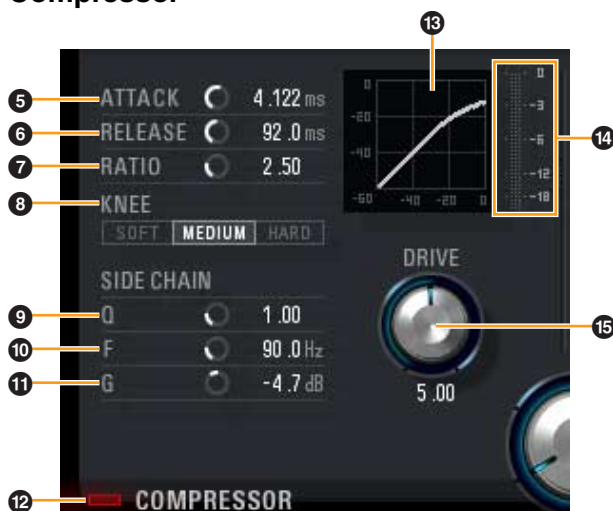 Compressor
⑬
⑤ ATTACK 4.122 ms
⑥ RELEASE 92.0 ms
⑦ RATIO 2.50
⑧ KNEE
SOFT MEDIUM HARD
SIDE CHAIN
⑨ Q 1.00
⑩ F 90.0 Hz
⑪ G -4.7 dB
⑫ COMPRESSOR
0
-20
-40
-60 -40 -20 0
0
-3
-6
-12
-18
⑭
DRIVE
⑮
5.00